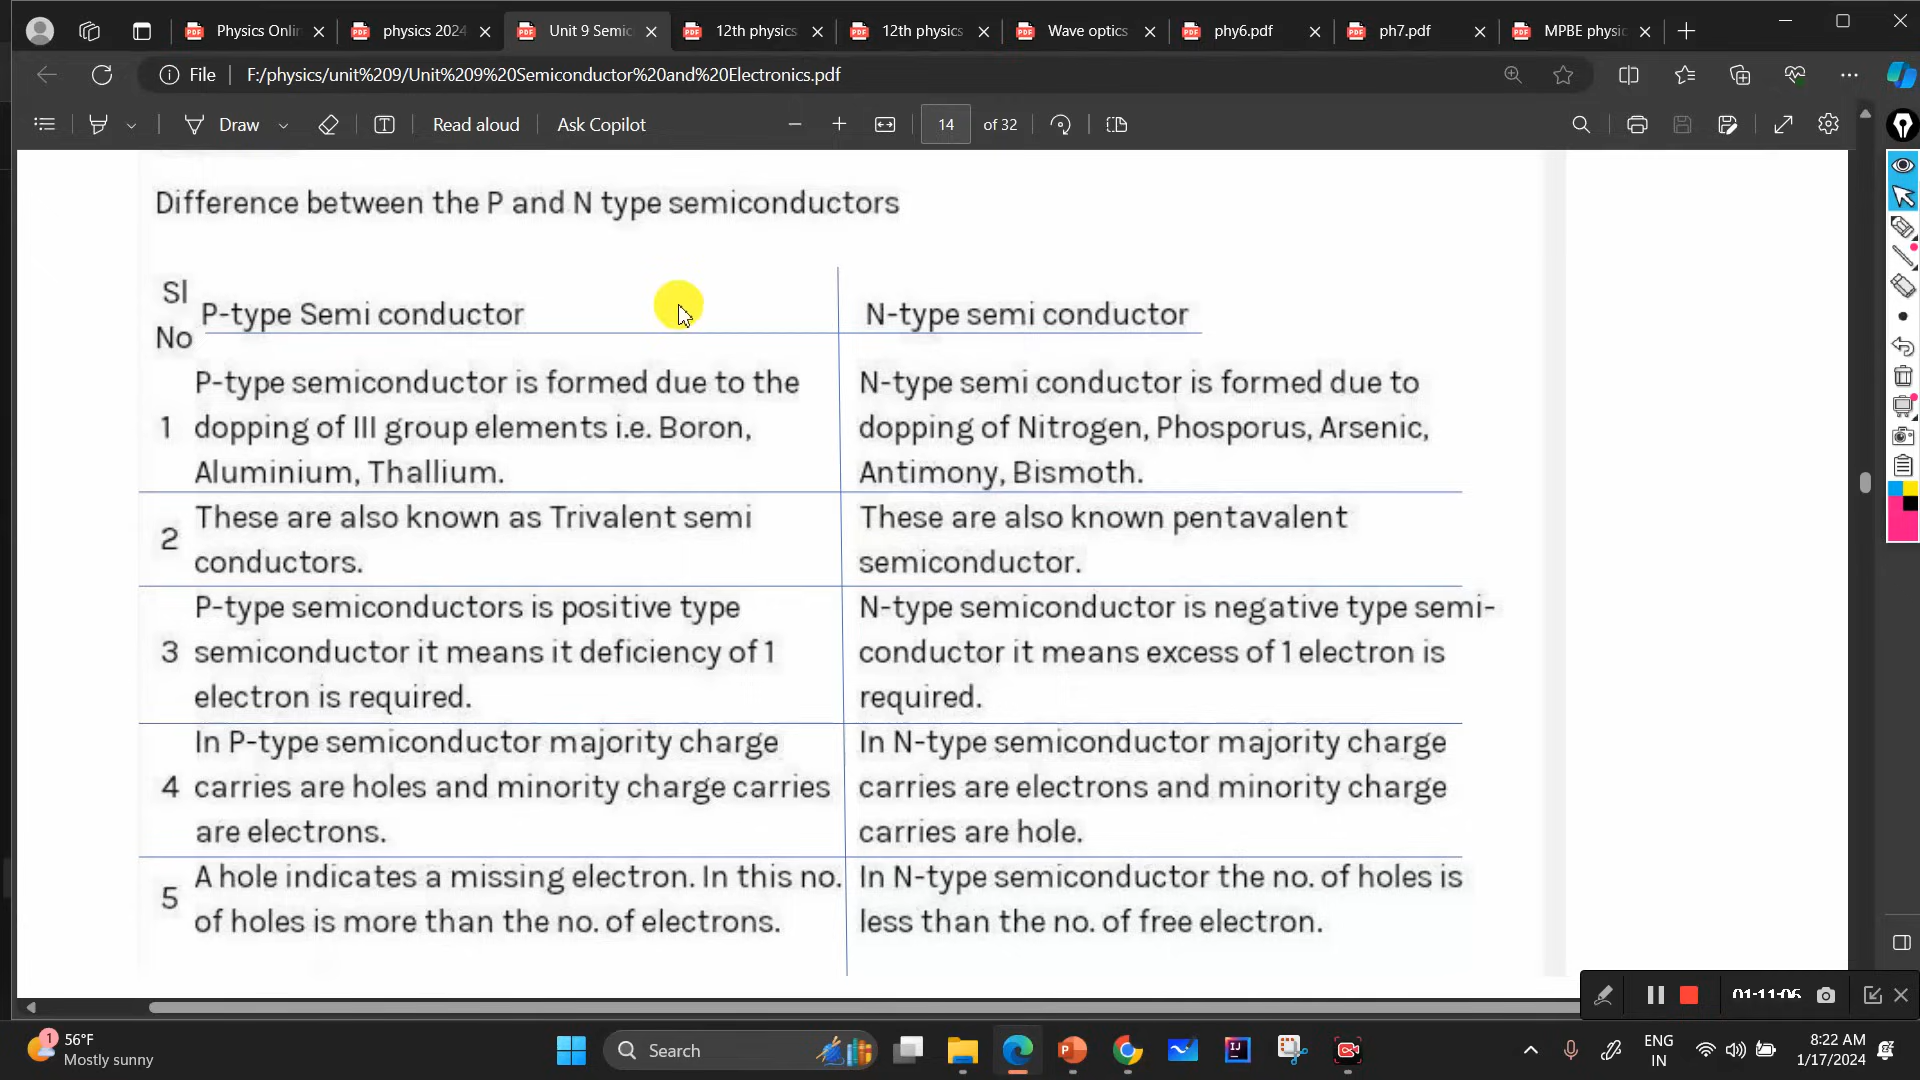 Physics Onlin
physics 2024
Unit 9 Semic
12th physics
12th physics
Wave optics
phy6.pdf
ph7.pdf
MPBE physic
File
F:/physics/unit%209/Unit%209%20Semiconductor%20and%20Electronics.pdf
Draw
Read aloud
Ask Copilot
14
of 32
Difference between the P and N type semiconductors
Sl
No
P-type Semi conductor
N-type semi conductor
1
P-type semiconductor is formed due to the
dopping of III group elements i.e. Boron,
Aluminium, Thallium.
N-type semi conductor is formed due to
dopping of Nitrogen, Phosporus, Arsenic,
Antimony, Bismoth.
2
These are also known as Trivalent semi
conductors.
These are also known pentavalent
semiconductor.
3
P-type semiconductors is positive type
semiconductor it means it deficiency of 1
electron is required.
N-type semiconductor is negative type semi-
conductor it means excess of 1 electron is
required.
4
In P-type semiconductor majority charge
carries are holes and minority charge carries
are electrons.
In N-type semiconductor majority charge
carries are electrons and minority charge
carries are hole.
5
A hole indicates a missing electron. In this no.
of holes is more than the no. of electrons.
In N-type semiconductor the no. of holes is
less than the no. of free electron.
01:11:06
1
56°F
Mostly sunny
Search
ENG
IN
8:22 AM
1/17/2024